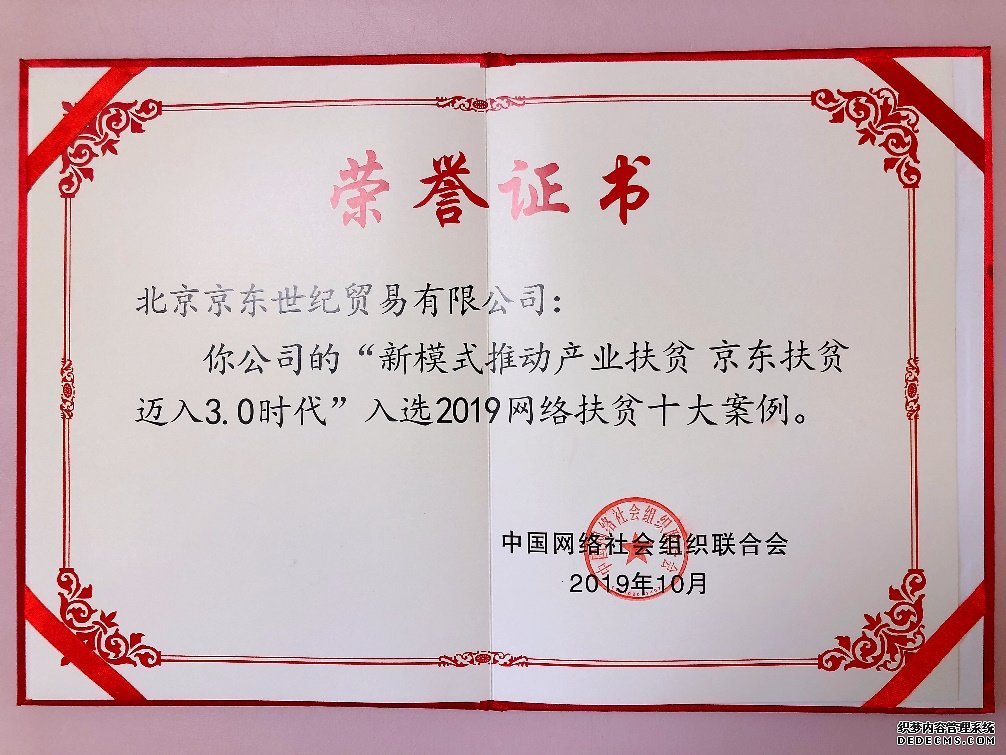 荣誉证书
北京京东世纪贸易有限公司：
你公司的“新模式推动产业扶贫 京东扶贫
迈入3.0时代”入选2019网络扶贫十大案例。
中国网络社会组织联合会
2019年10月
织梦内容管理系统
DEDECMS.COM